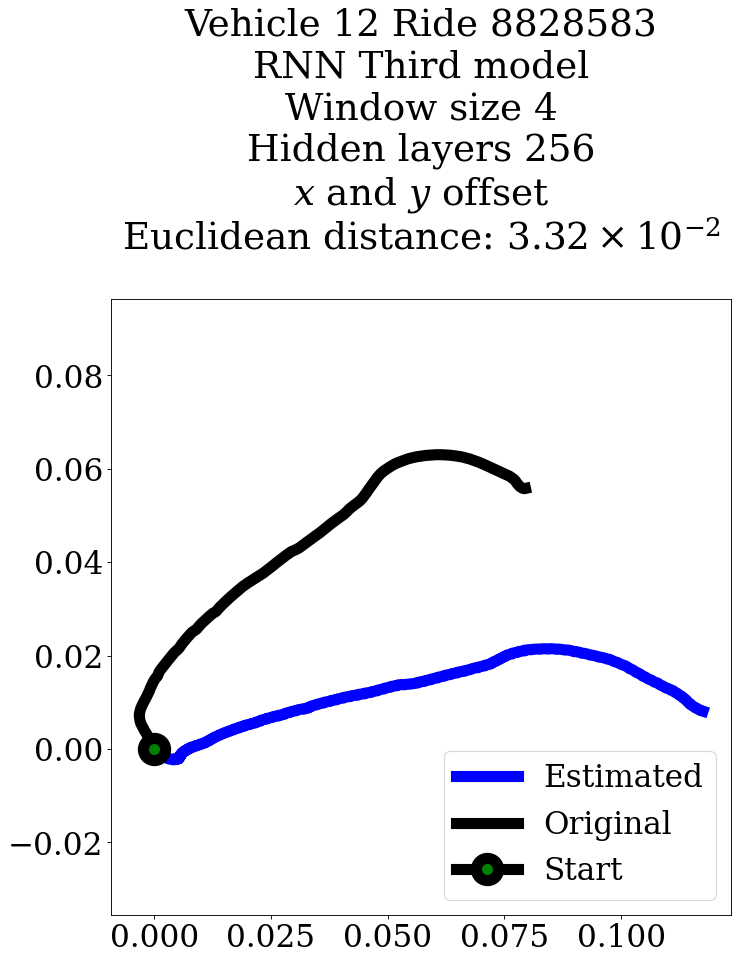 Vehicle 12 Ride 8828583
RNN Third model
Window size 4
Hidden layers 256
x and y offset
Euclidean distance: 3.32 × 10⁻²
0.08
0.06
0.04
0.02
0.00
−0.02
Estimated
Original
Start
0.000 0.025 0.050 0.075 0.100